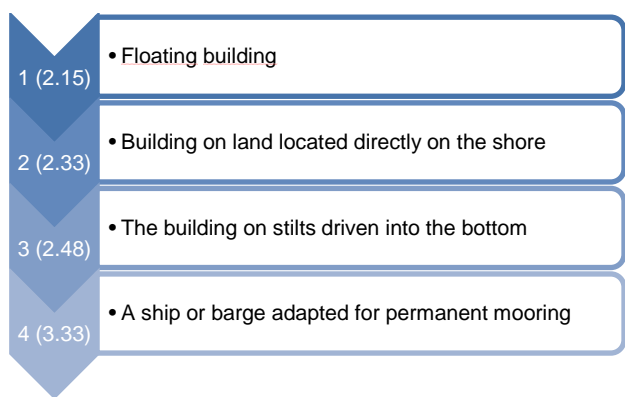 1 (2.15)
• Floating building
2 (2.33)
• Building on land located directly on the shore
3 (2.48)
• The building on stilts driven into the bottom
4 (3.33)
• A ship or barge adapted for permanent mooring